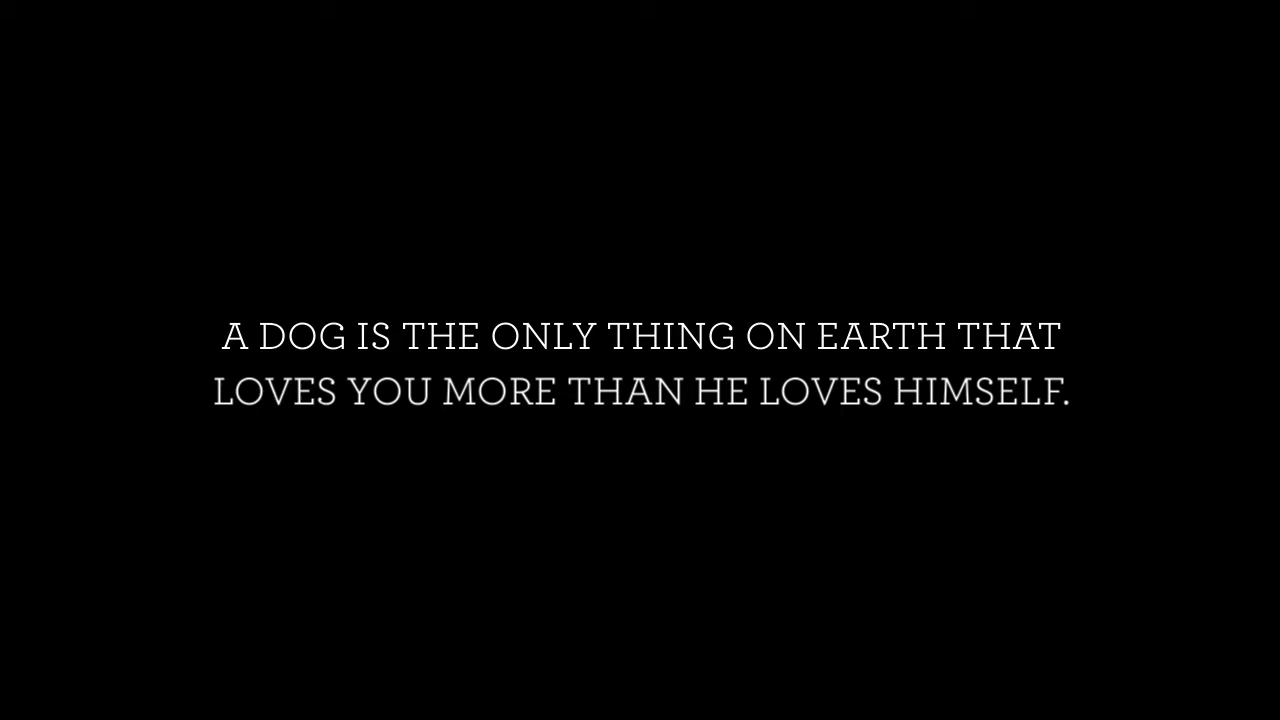 A DOG IS THE ONLY THING ON EARTH THAT
LOVES YOU MORE THAN HE LOVES HIMSELF.